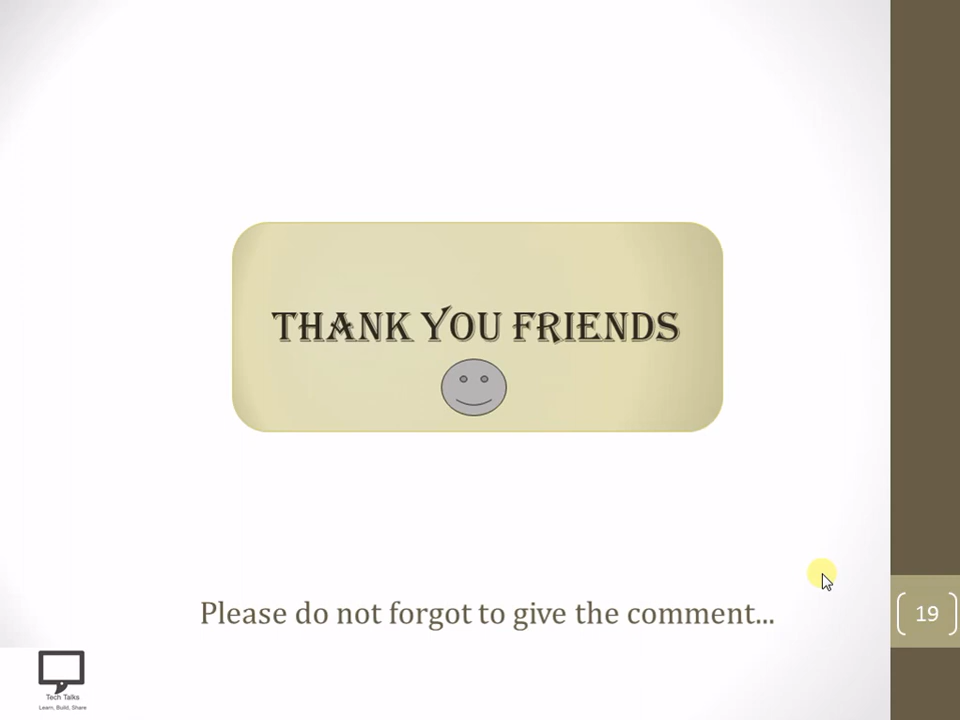 THANK YOU FRIENDS
Please do not forgot to give the comment...
19
Tech Talks
Learn, Build, Share